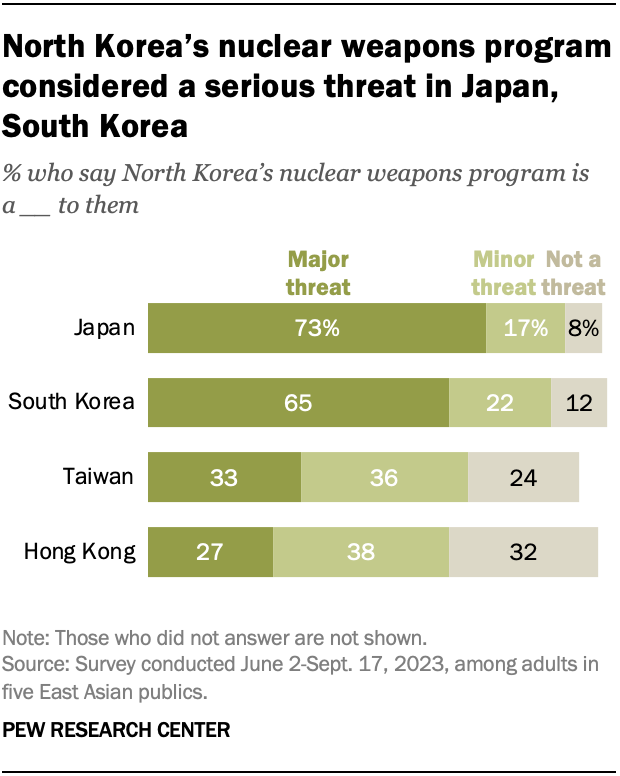 North Korea’s nuclear weapons program
considered a serious threat in Japan,
South Korea
% who say North Korea’s nuclear weapons program is
a __ to them
Major threat Minor threat Not a threat
Japan 73% 17% 8%
South Korea 65 22 12
Taiwan 33 36 24
Hong Kong 27 38 32
Note: Those who did not answer are not shown.
Source: Survey conducted June 2-Sept. 17, 2023, among adults in
five East Asian publics.
PEW RESEARCH CENTER